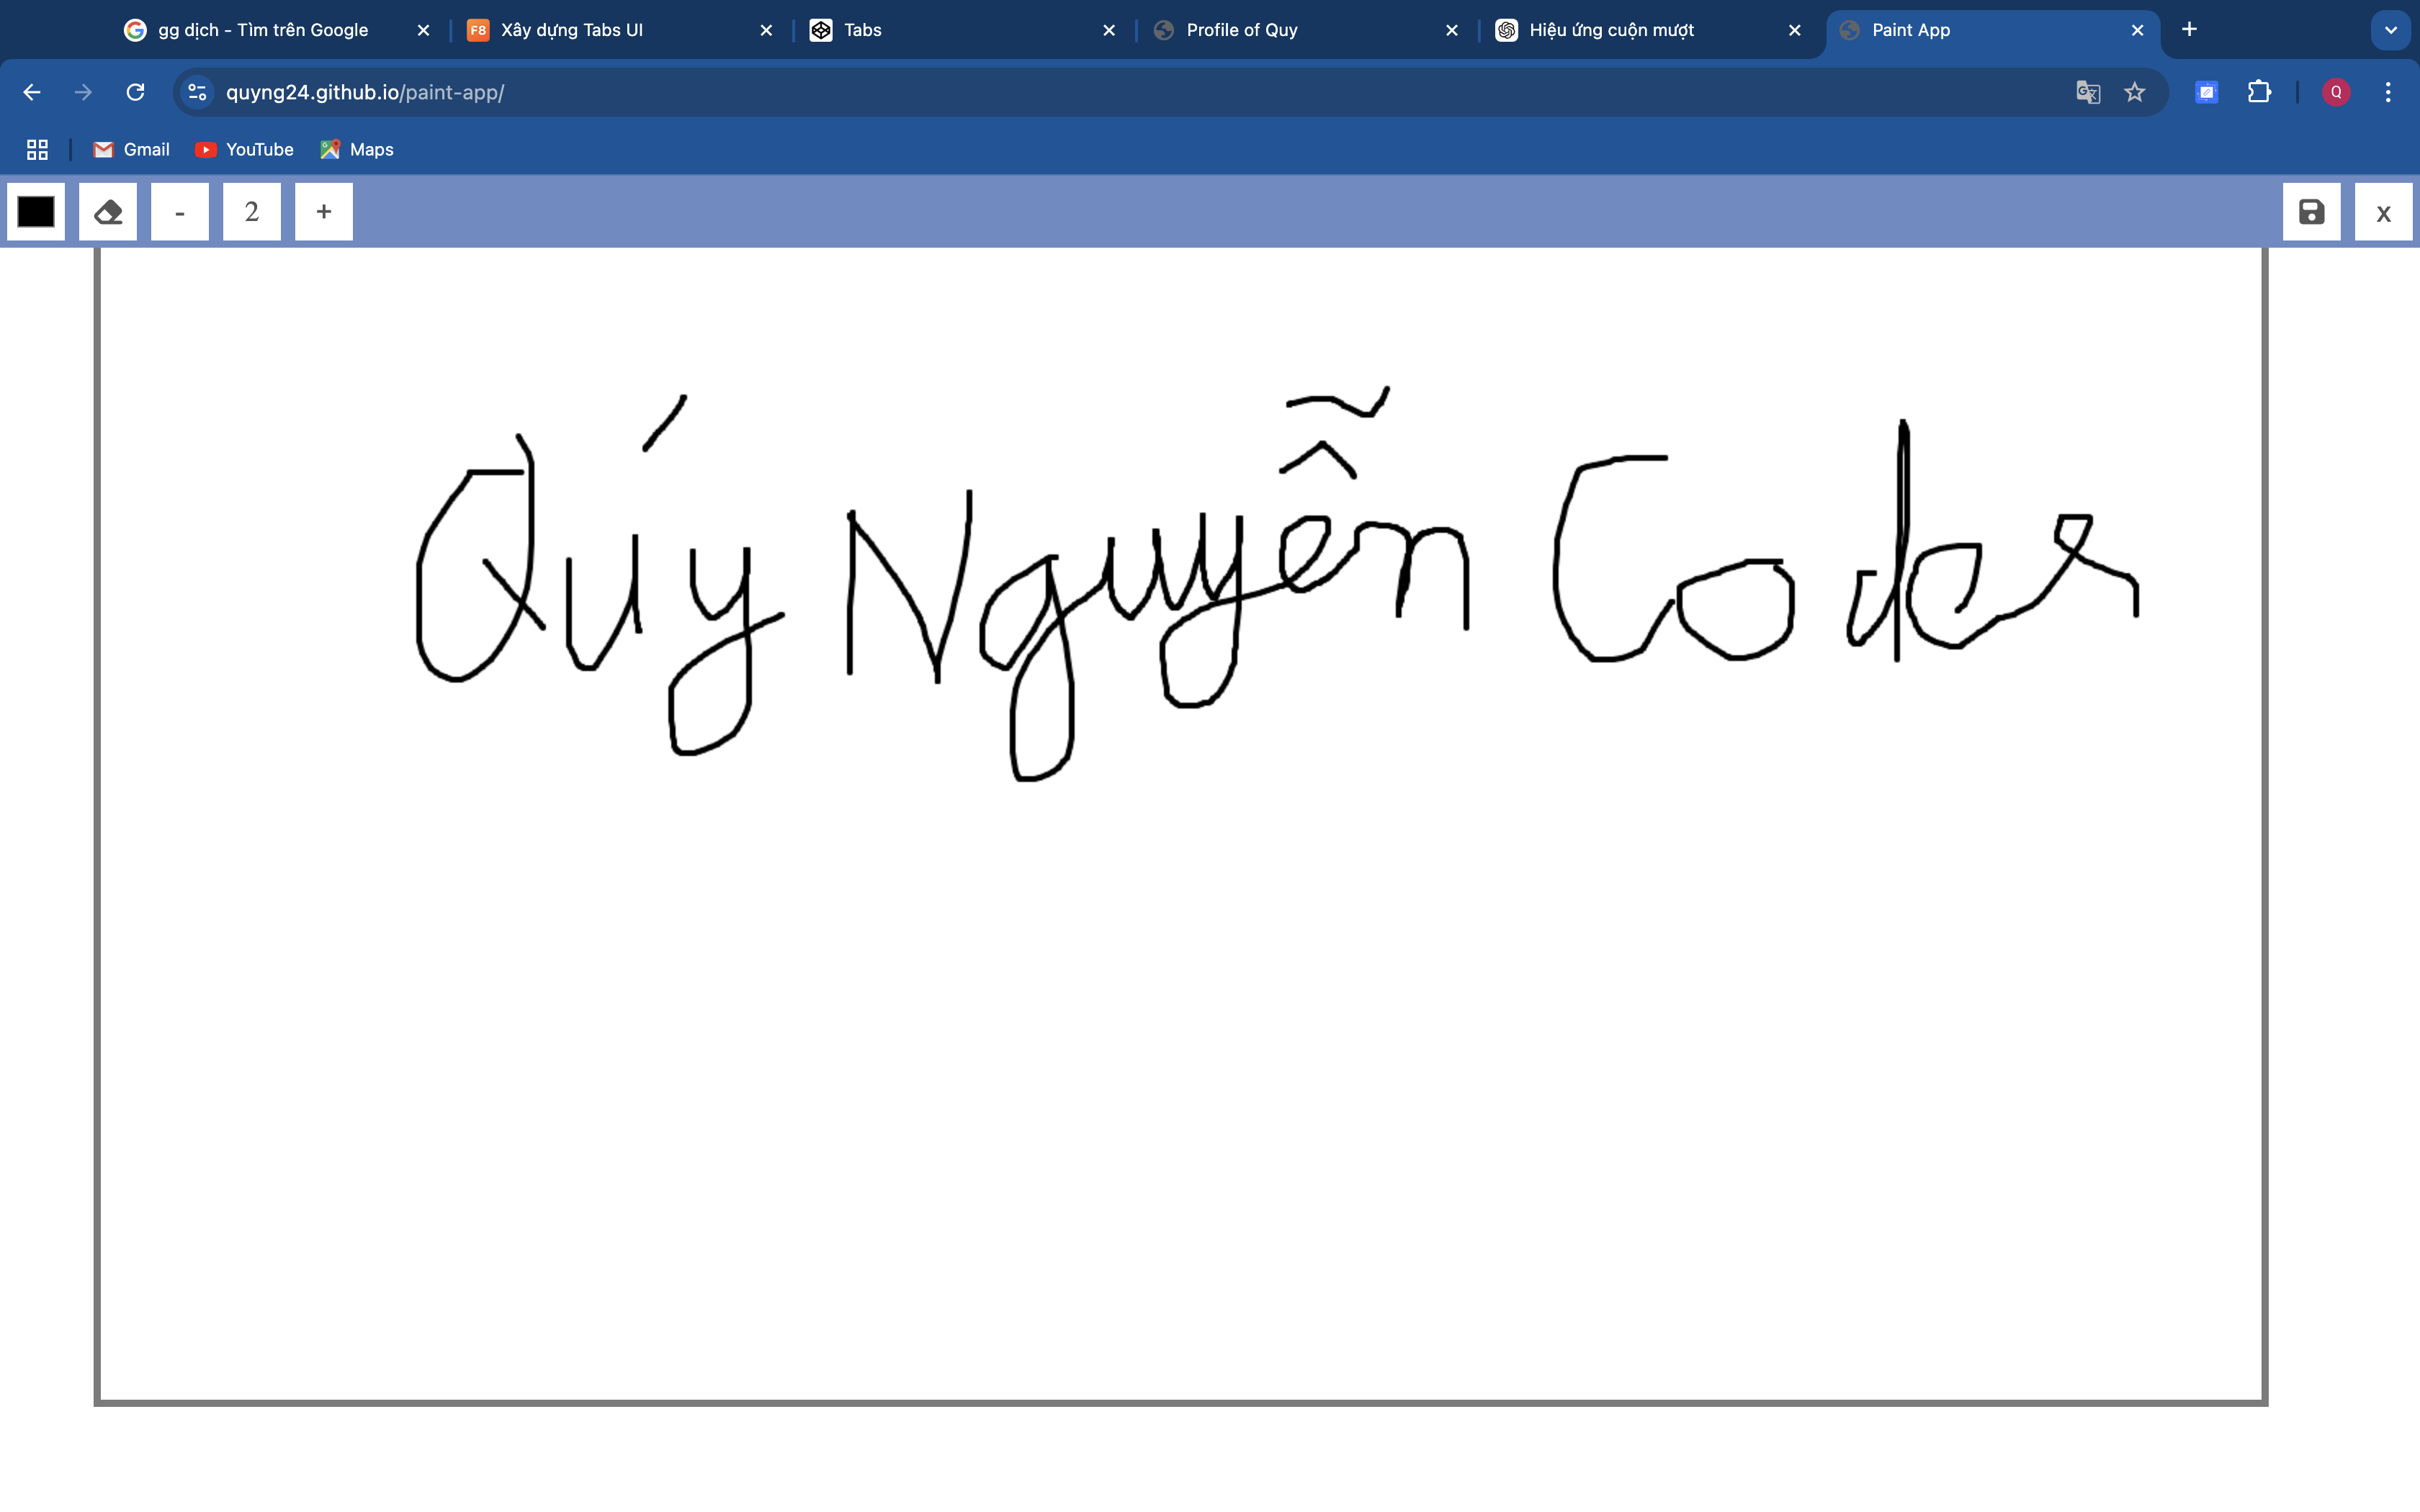 gg dịch - Tìm trên Google F8 Xây dựng Tabs UI Tabs Profile of Quy Hiệu ứng cuộn mượt Paint App
quyng24.github.io/paint-app/ Q
Gmail YouTube Maps
- 2 + x
Quý Nguyễn Coder